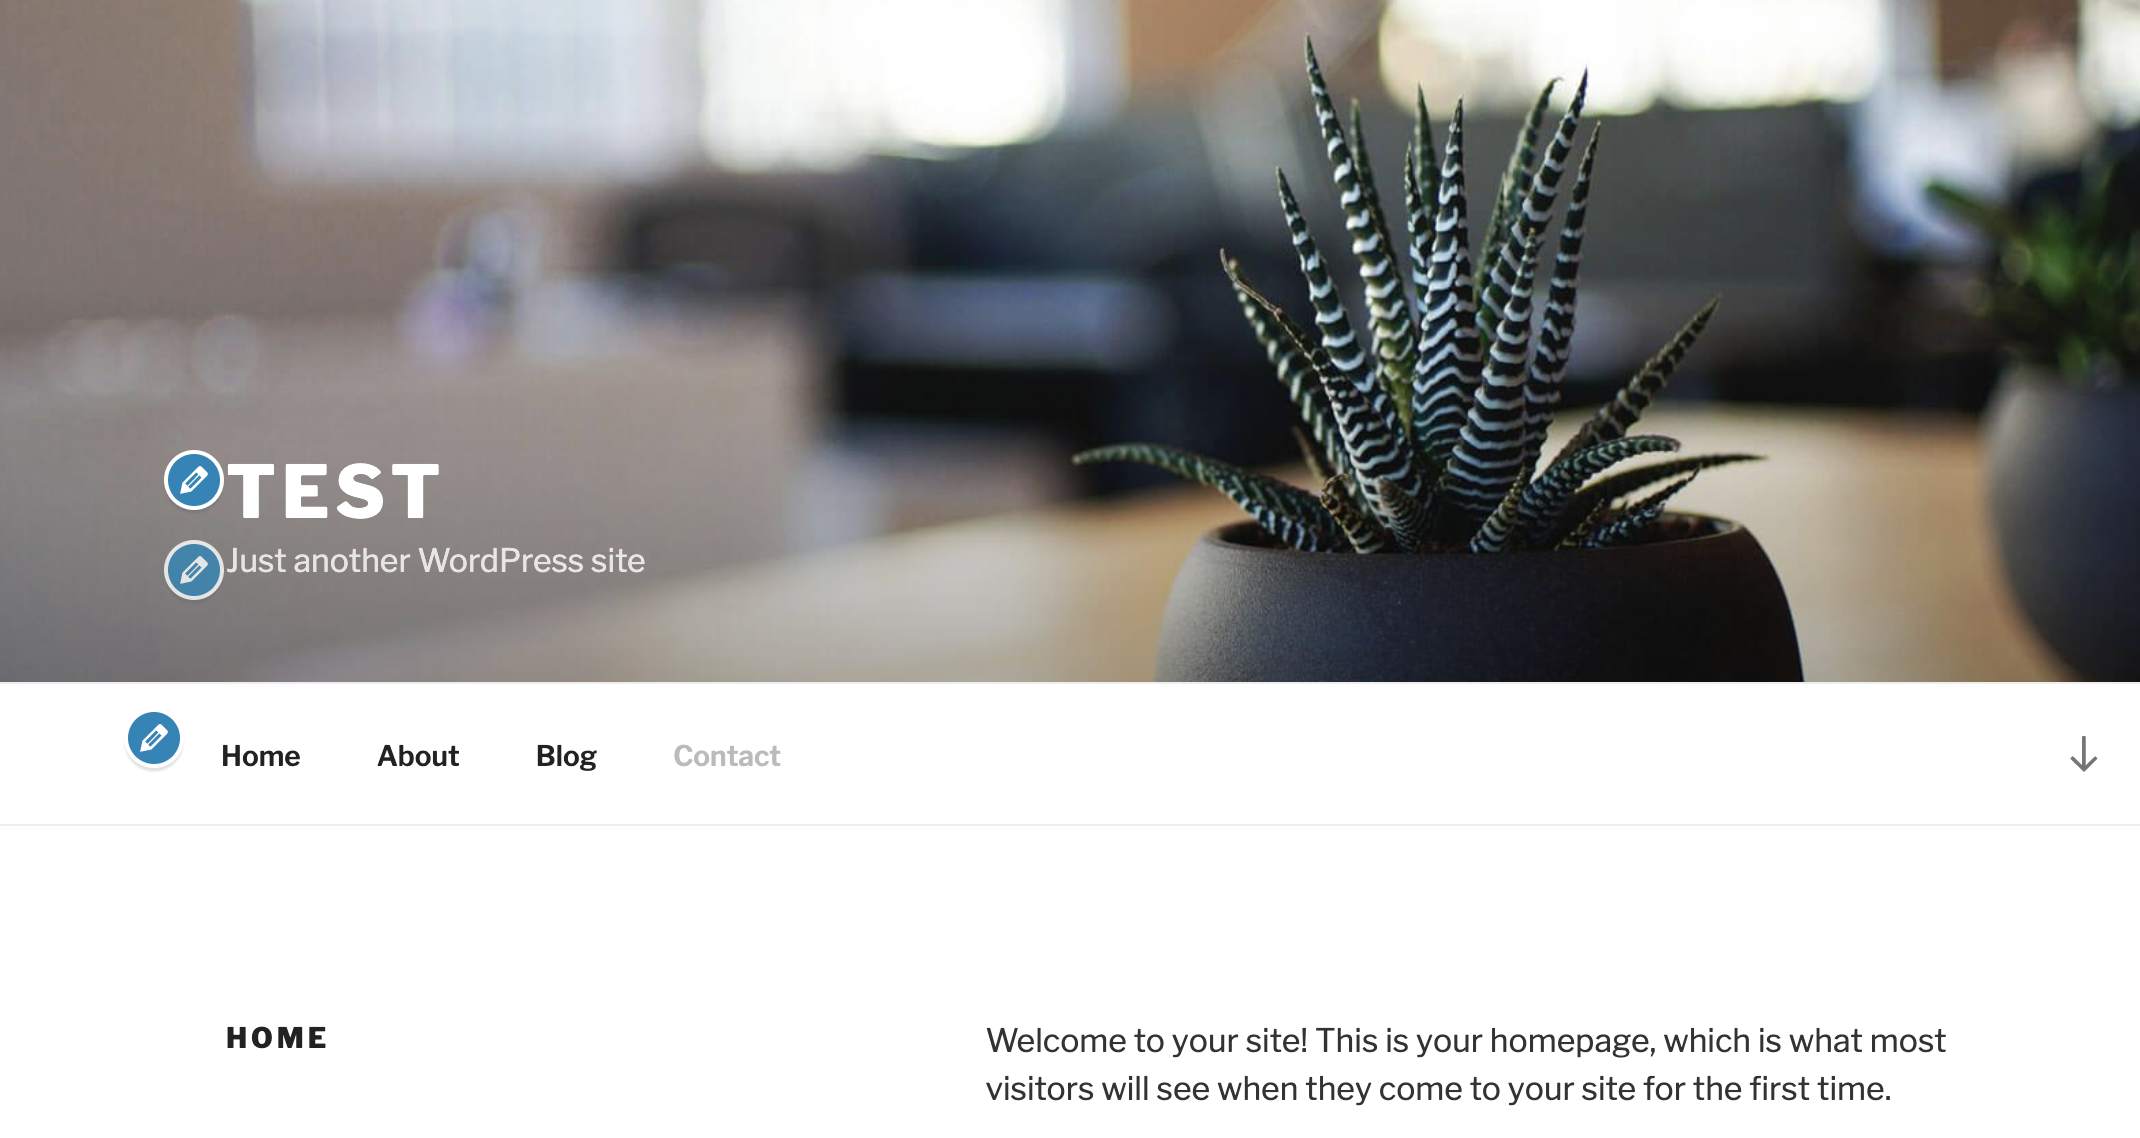 TEST
Just another WordPress site
Home About Blog Contact
HOME
Welcome to your site! This is your homepage, which is what most
visitors will see when they come to your site for the first time.